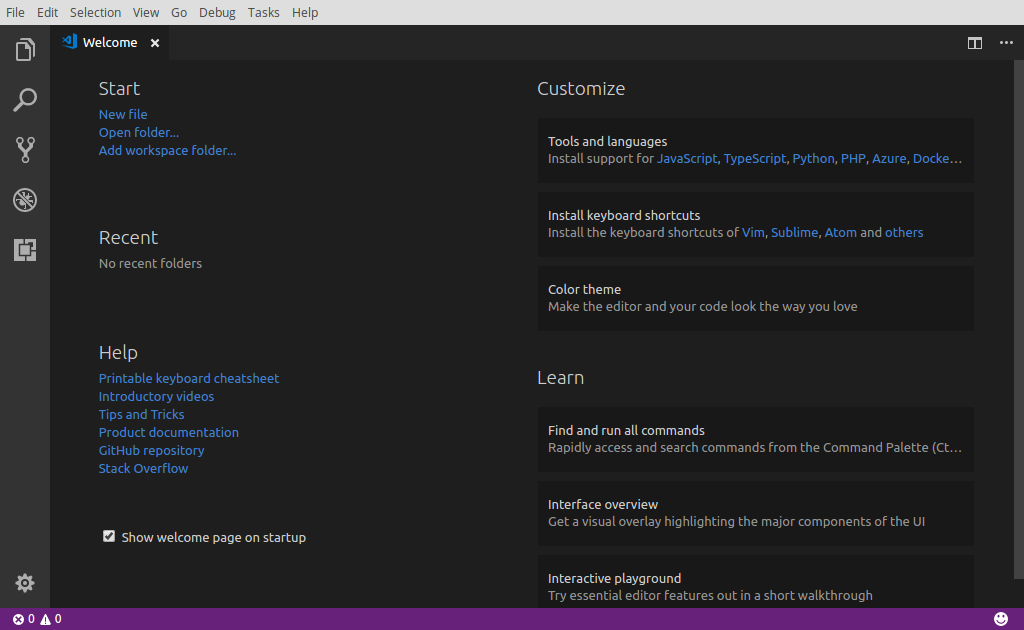 File Edit Selection View Go Debug Tasks Help
Welcome
Start
New file
Open folder...
Add workspace folder...
Recent
No recent folders
Help
Printable keyboard cheatsheet
Introductory videos
Tips and Tricks
Product documentation
GitHub repository
Stack Overflow
Show welcome page on startup
Customize
Tools and languages
Install support for JavaScript, TypeScript, Python, PHP, Azure, Docke…
Install keyboard shortcuts
Install the keyboard shortcuts of Vim, Sublime, Atom and others
Color theme
Make the editor and your code look the way you love
Learn
Find and run all commands
Rapidly access and search commands from the Command Palette (Ct…
Interface overview
Get a visual overlay highlighting the major components of the UI
Interactive playground
Try essential editor features out in a short walkthrough
0 0